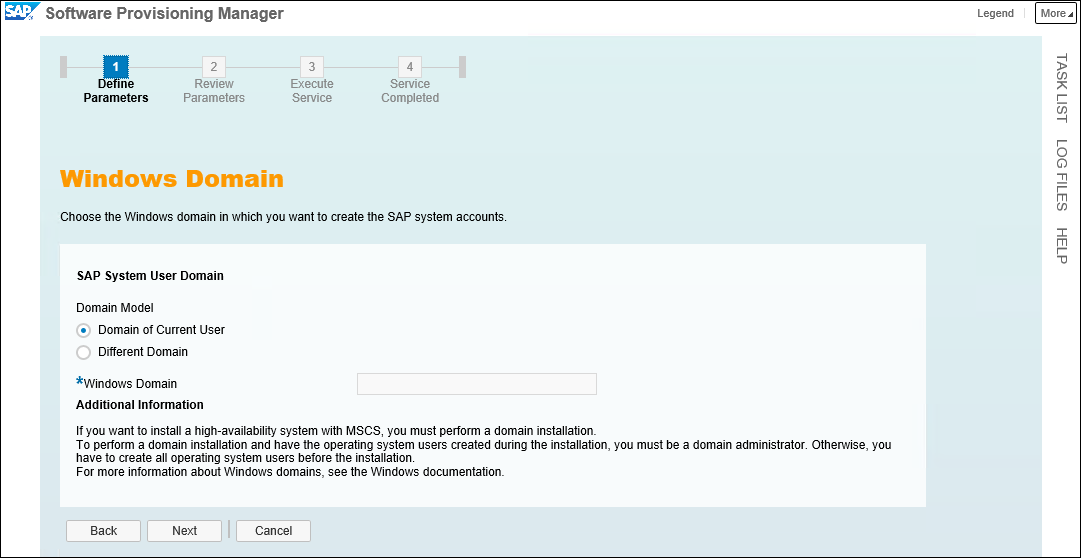 SAP Software Provisioning Manager
Legend
More
1
2
3
4
Define
Parameters
Review
Parameters
Execute
Service
Service
Completed
TASK LIST
LOG FILES
HELP
Windows Domain
Choose the Windows domain in which you want to create the SAP system accounts.
SAP System User Domain
Domain Model
Domain of Current User
Different Domain
*Windows Domain
Additional Information
If you want to install a high-availability system with MSCS, you must perform a domain installation.
To perform a domain installation and have the operating system users created during the installation, you must be a domain administrator. Otherwise, you
have to create all operating system users before the installation.
For more information about Windows domains, see the Windows documentation.
Back
Next
Cancel